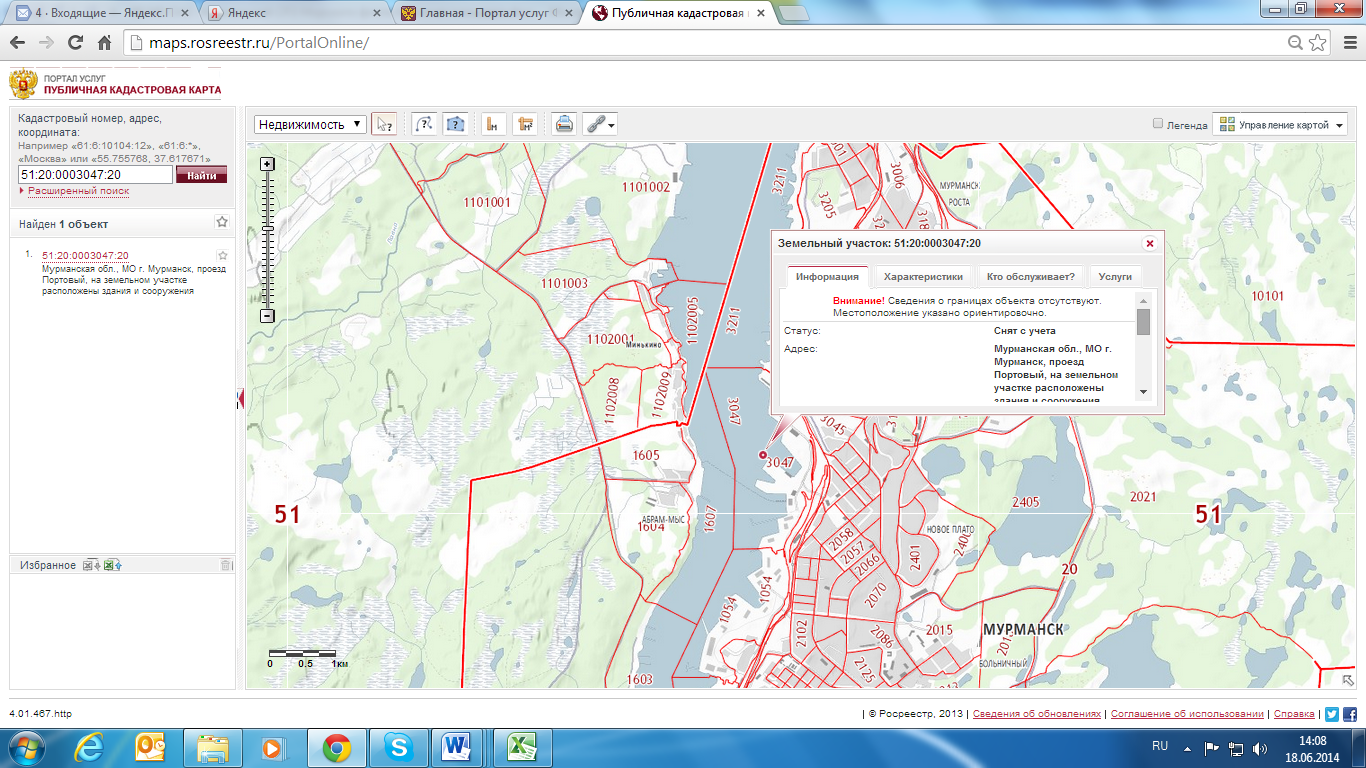 4 · Входящие — Яндекс.П
Яндекс
Главная - Портал услуг
Публичная кадастровая
maps.rosreestr.ru/PortalOnline/
ПОРТАЛ УСЛУГ
ПУБЛИЧНАЯ КАДАСТРОВАЯ КАРТА
Кадастровый номер, адрес,
координата:
Например «61:6:10104:12», «61:6:*»,
«Москва» или «55.755768, 37.617671»
51:20:0003047:20
Найти
Расширенный поиск
Найден 1 объект
1. 51:20:0003047:20
Мурманская обл., МО г. Мурманск, проезд
Портовый, на земельном участке
расположены здания и сооружения
Избранное
Недвижимость
Легенда
Управление картой
1101002
1101001
3211
3205
3006
318
МУРМАНСК
РОСТА
1101003
1102005
3211
10101
1102001
МИНЬКИНО
1102008
1102009
3047
Земельный участок: 51:20:0003047:20
Информация
Характеристики
Кто обслуживает?
Услуги
Внимание! Сведения о границах объекта отсутствуют.
Местоположение указано ориентировочно.
Статус:
Снят с учета
Адрес:
Мурманская обл., МО г.
Мурманск, проезд
Портовый, на земельном
участке расположены
здания и сооружения
3045
1605
3047
2405
2021
51
51
АБРАМ-МЫС
1604
1607
2058
2057
2066
2401
НОВОЕ ПЛАТО
2406
20
1054
1054
2070
2102
2086
2015
МУРМАНСК
БОЛЬНИЧНЫЙ
2125
1603
0 0.5 1км
4.01.467.http
| © Росреестр, 2013 | Сведения об обновлениях | Соглашение об использовании | Справка |
RU
14:08
18.06.2014